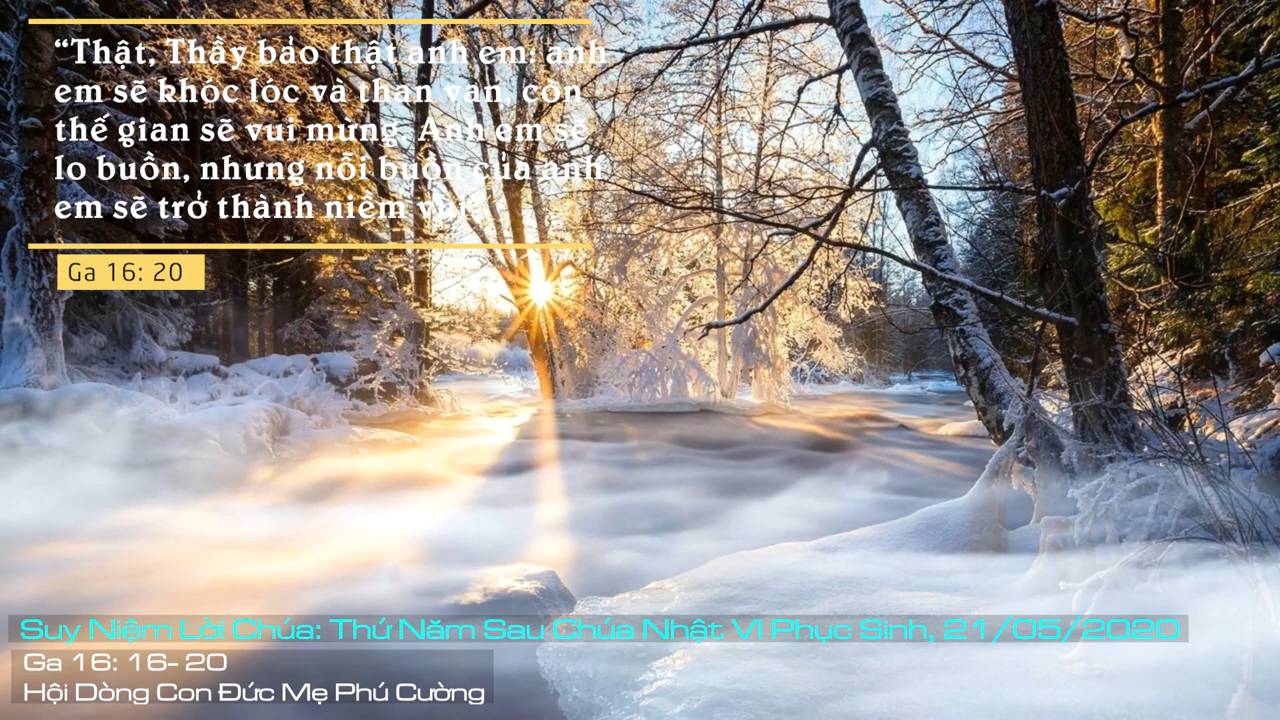 “Thật, Thầy bảo thật anh em: anh
em sẽ khóc lóc và than van, còn
thế gian sẽ vui mừng. Anh em sẽ
lo buồn, nhưng nỗi buồn của anh
em sẽ trở thành niềm vui.
Ga 16: 20
Suy Niệm Lời Chúa: Thứ Năm Sau Chúa Nhật VI Phục Sinh, 21/05/2020
Ga 16: 16- 20
Hội Dòng Con Đức Mẹ Phú Cường